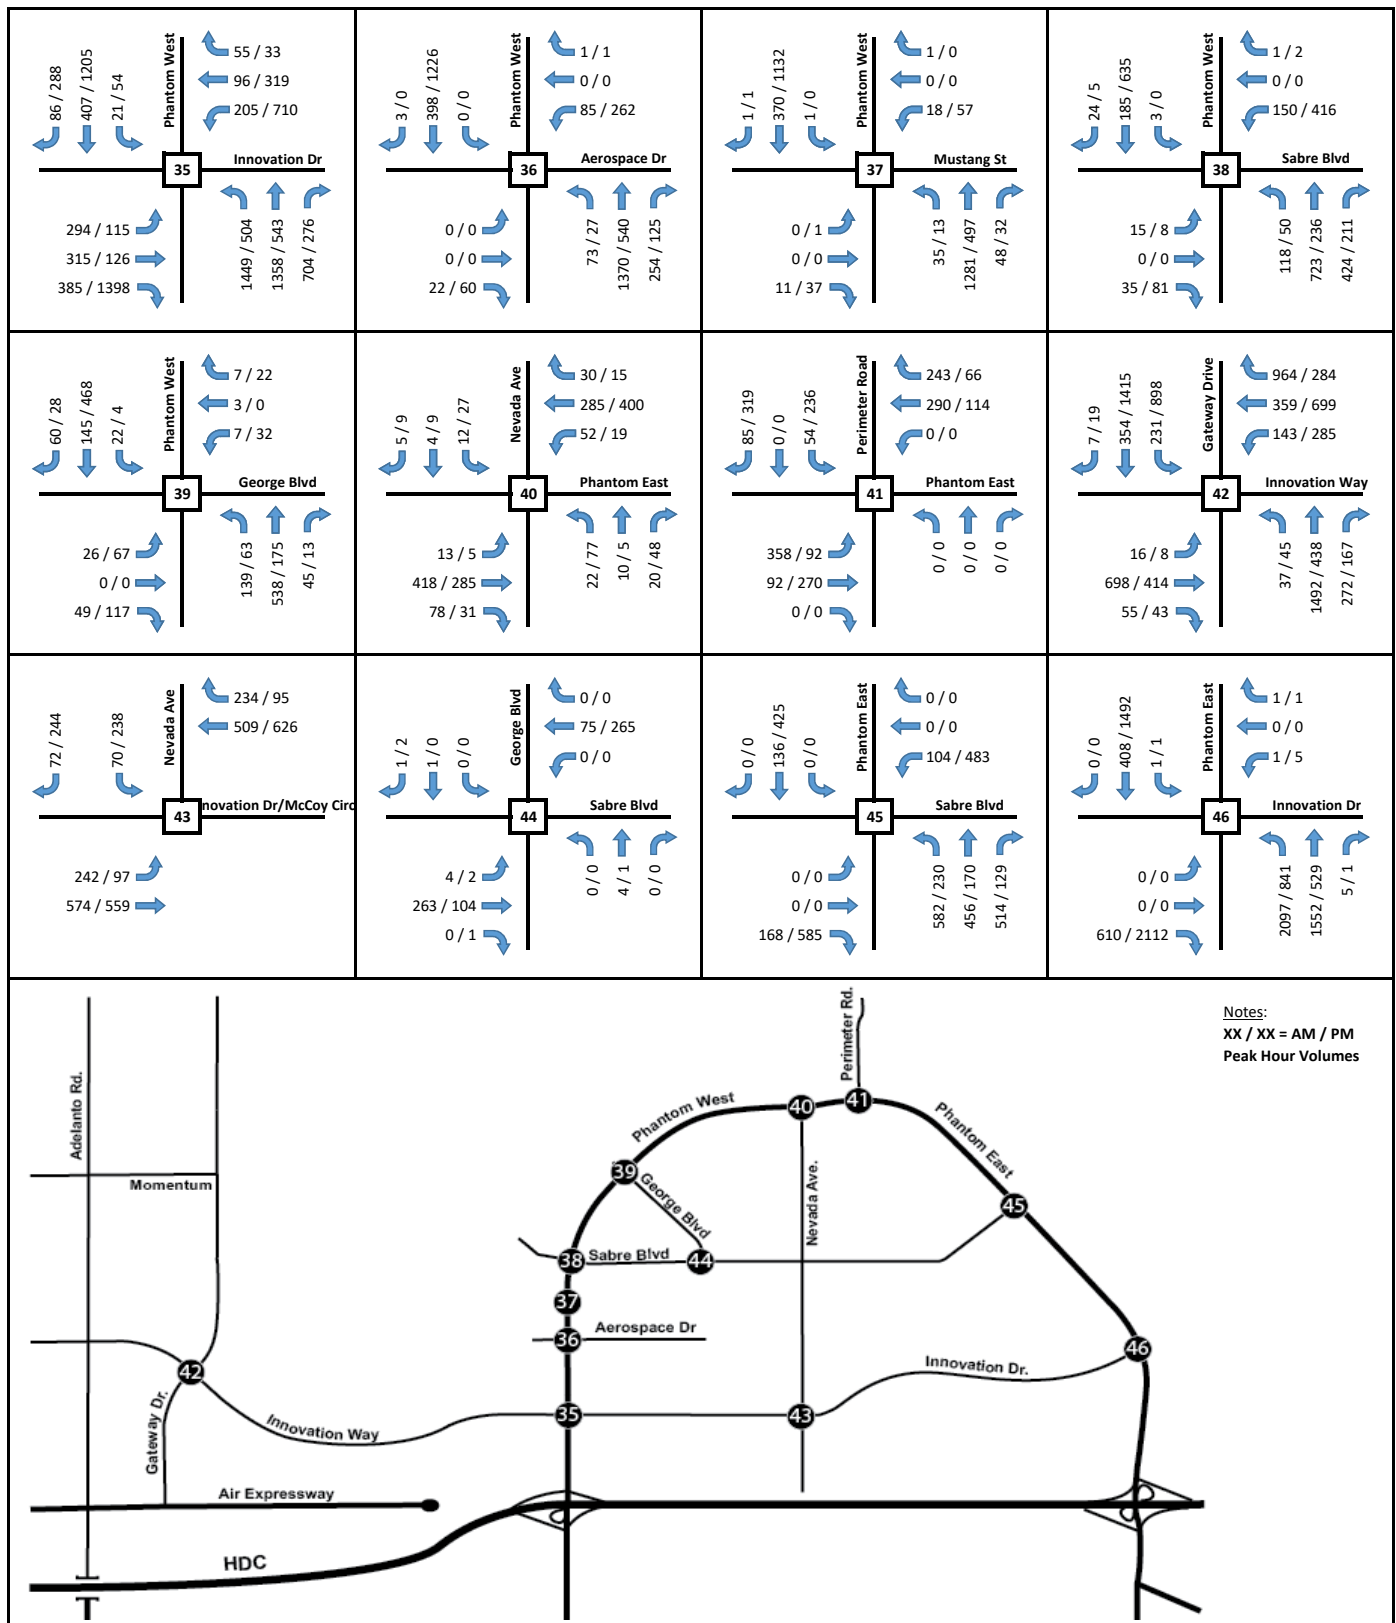 86 / 288
407 / 1205
21 / 54
Phantom West
55 / 33
96 / 319
205 / 710
35
Innovation Dr
294 / 115
315 / 126
385 / 1398
1449 / 504
1358 / 543
704 / 276
3 / 0
398 / 1226
0 / 0
Phantom West
1 / 1
0 / 0
85 / 262
36
Aerospace Dr
0 / 0
0 / 0
22 / 60
73 / 27
1370 / 540
254 / 125
1 / 1
370 / 1132
1 / 0
Phantom West
1 / 0
0 / 0
18 / 57
37
Mustang St
0 / 1
0 / 0
11 / 37
35 / 13
1281 / 497
48 / 32
24 / 5
185 / 635
3 / 0
Phantom West
1 / 2
0 / 0
150 / 416
38
Sabre Blvd
15 / 8
0 / 0
35 / 81
118 / 50
723 / 236
424 / 211
60 / 28
145 / 468
22 / 4
Phantom West
7 / 22
3 / 0
7 / 32
39
George Blvd
26 / 67
0 / 0
49 / 117
139 / 63
538 / 175
45 / 13
5 / 9
4 / 9
12 / 27
Nevada Ave
30 / 15
285 / 400
52 / 19
40
Phantom East
13 / 5
418 / 285
78 / 31
22 / 77
10 / 5
20 / 48
85 / 319
0 / 0
54 / 236
Perimeter Road
243 / 66
290 / 114
0 / 0
41
Phantom East
358 / 92
92 / 270
0 / 0
0 / 0
0 / 0
0 / 0
7 / 19
354 / 1415
231 / 898
Gateway Drive
964 / 284
359 / 699
143 / 285
42
Innovation Way
16 / 8
698 / 414
55 / 43
37 / 45
1492 / 438
272 / 167
72 / 244
70 / 238
Nevada Ave
234 / 95
509 / 626
43
novation Dr/McCoy Circ
242 / 97
574 / 559
1 / 2
1 / 0
0 / 0
George Blvd
0 / 0
75 / 265
0 / 0
44
Sabre Blvd
4 / 2
263 / 104
0 / 1
0 / 0
4 / 1
0 / 0
0 / 0
136 / 425
0 / 0
Phantom East
0 / 0
0 / 0
104 / 483
45
Sabre Blvd
0 / 0
0 / 0
168 / 585
582 / 230
456 / 170
514 / 129
0 / 0
408 / 1492
1 / 1
Phantom East
1 / 1
0 / 0
1 / 5
46
Innovation Dr
0 / 0
0 / 0
610 / 2112
2097 / 841
1552 / 529
5 / 1
Notes:
XX / XX = AM / PM
Peak Hour Volumes
Perimeter Rd.
Adelanto Rd.
Phantom West
40
41
Phantom East
39
Momentum
George Blvd
Nevada Ave.
45
38
Sabre Blvd
44
37
36
Aerospace Dr
46
42
Innovation Dr.
Gateway Dr.
Innovation Way
35
43
Air Expressway
HDC